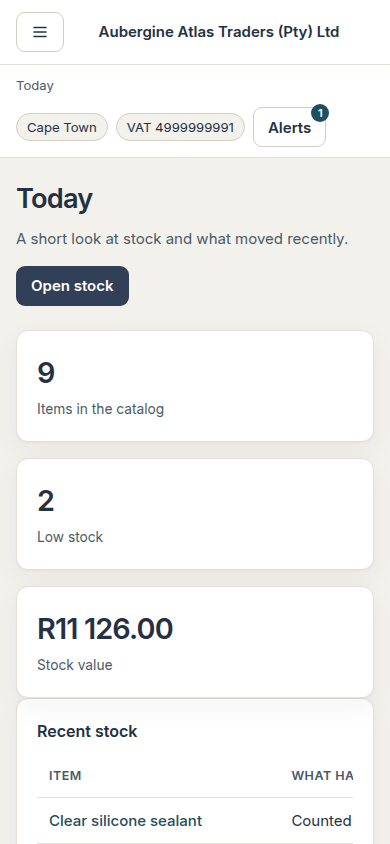 Aubergine Atlas Traders (Pty) Ltd
Today
Cape Town
VAT 4999999991
Alerts
1
Today
A short look at stock and what moved recently.
Open stock
9
Items in the catalog
2
Low stock
R11 126.00
Stock value
Recent stock
ITEM
WHAT HA
Clear silicone sealant
Counted